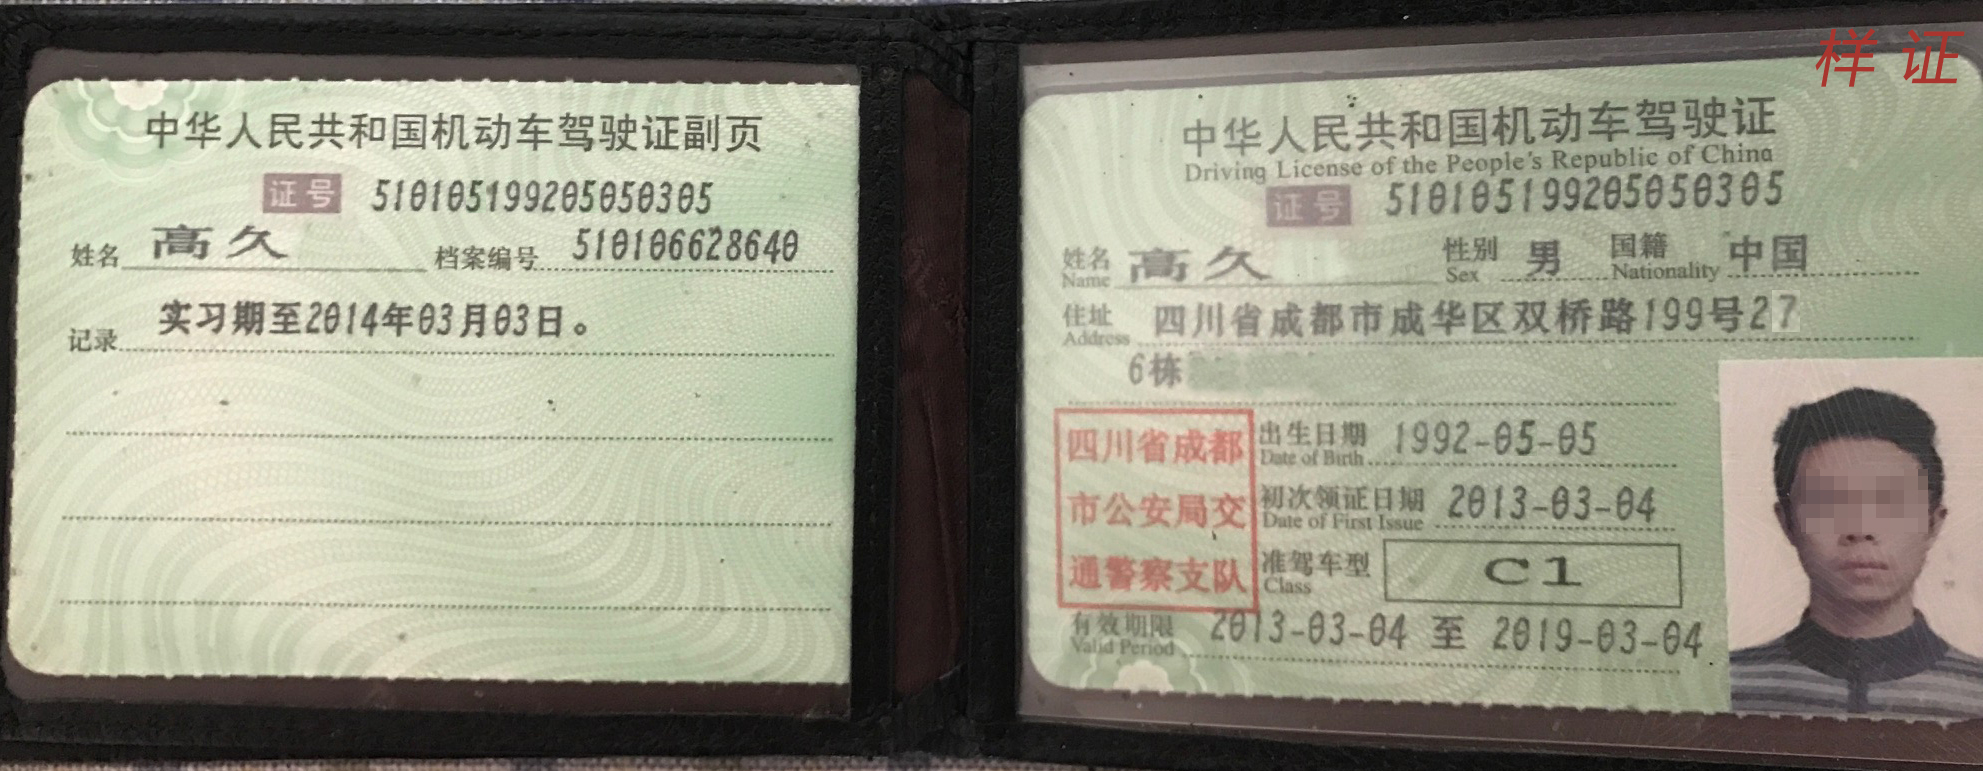 中华人民共和国机动车驾驶证副页
证号 510105199205050305
姓名 高久 档案编号 510106628640
记录 实习期至2014年03月03日。
样证
中华人民共和国机动车驾驶证
Driving License of the People's Republic of China
证号 510105199205050305
姓名 高久 性别 男 国籍 中国
Name Sex Nationality
住址 四川省成都市成华区双桥路199号27
Address
6栋
四川省成都
市公安局交
通警察支队
出生日期 1992-05-05
Date of Birth
初次领证日期 2013-03-04
Date of First Issue
准驾车型 C1
Class
有效期限 2013-03-04 至 2019-03-04
Valid Period